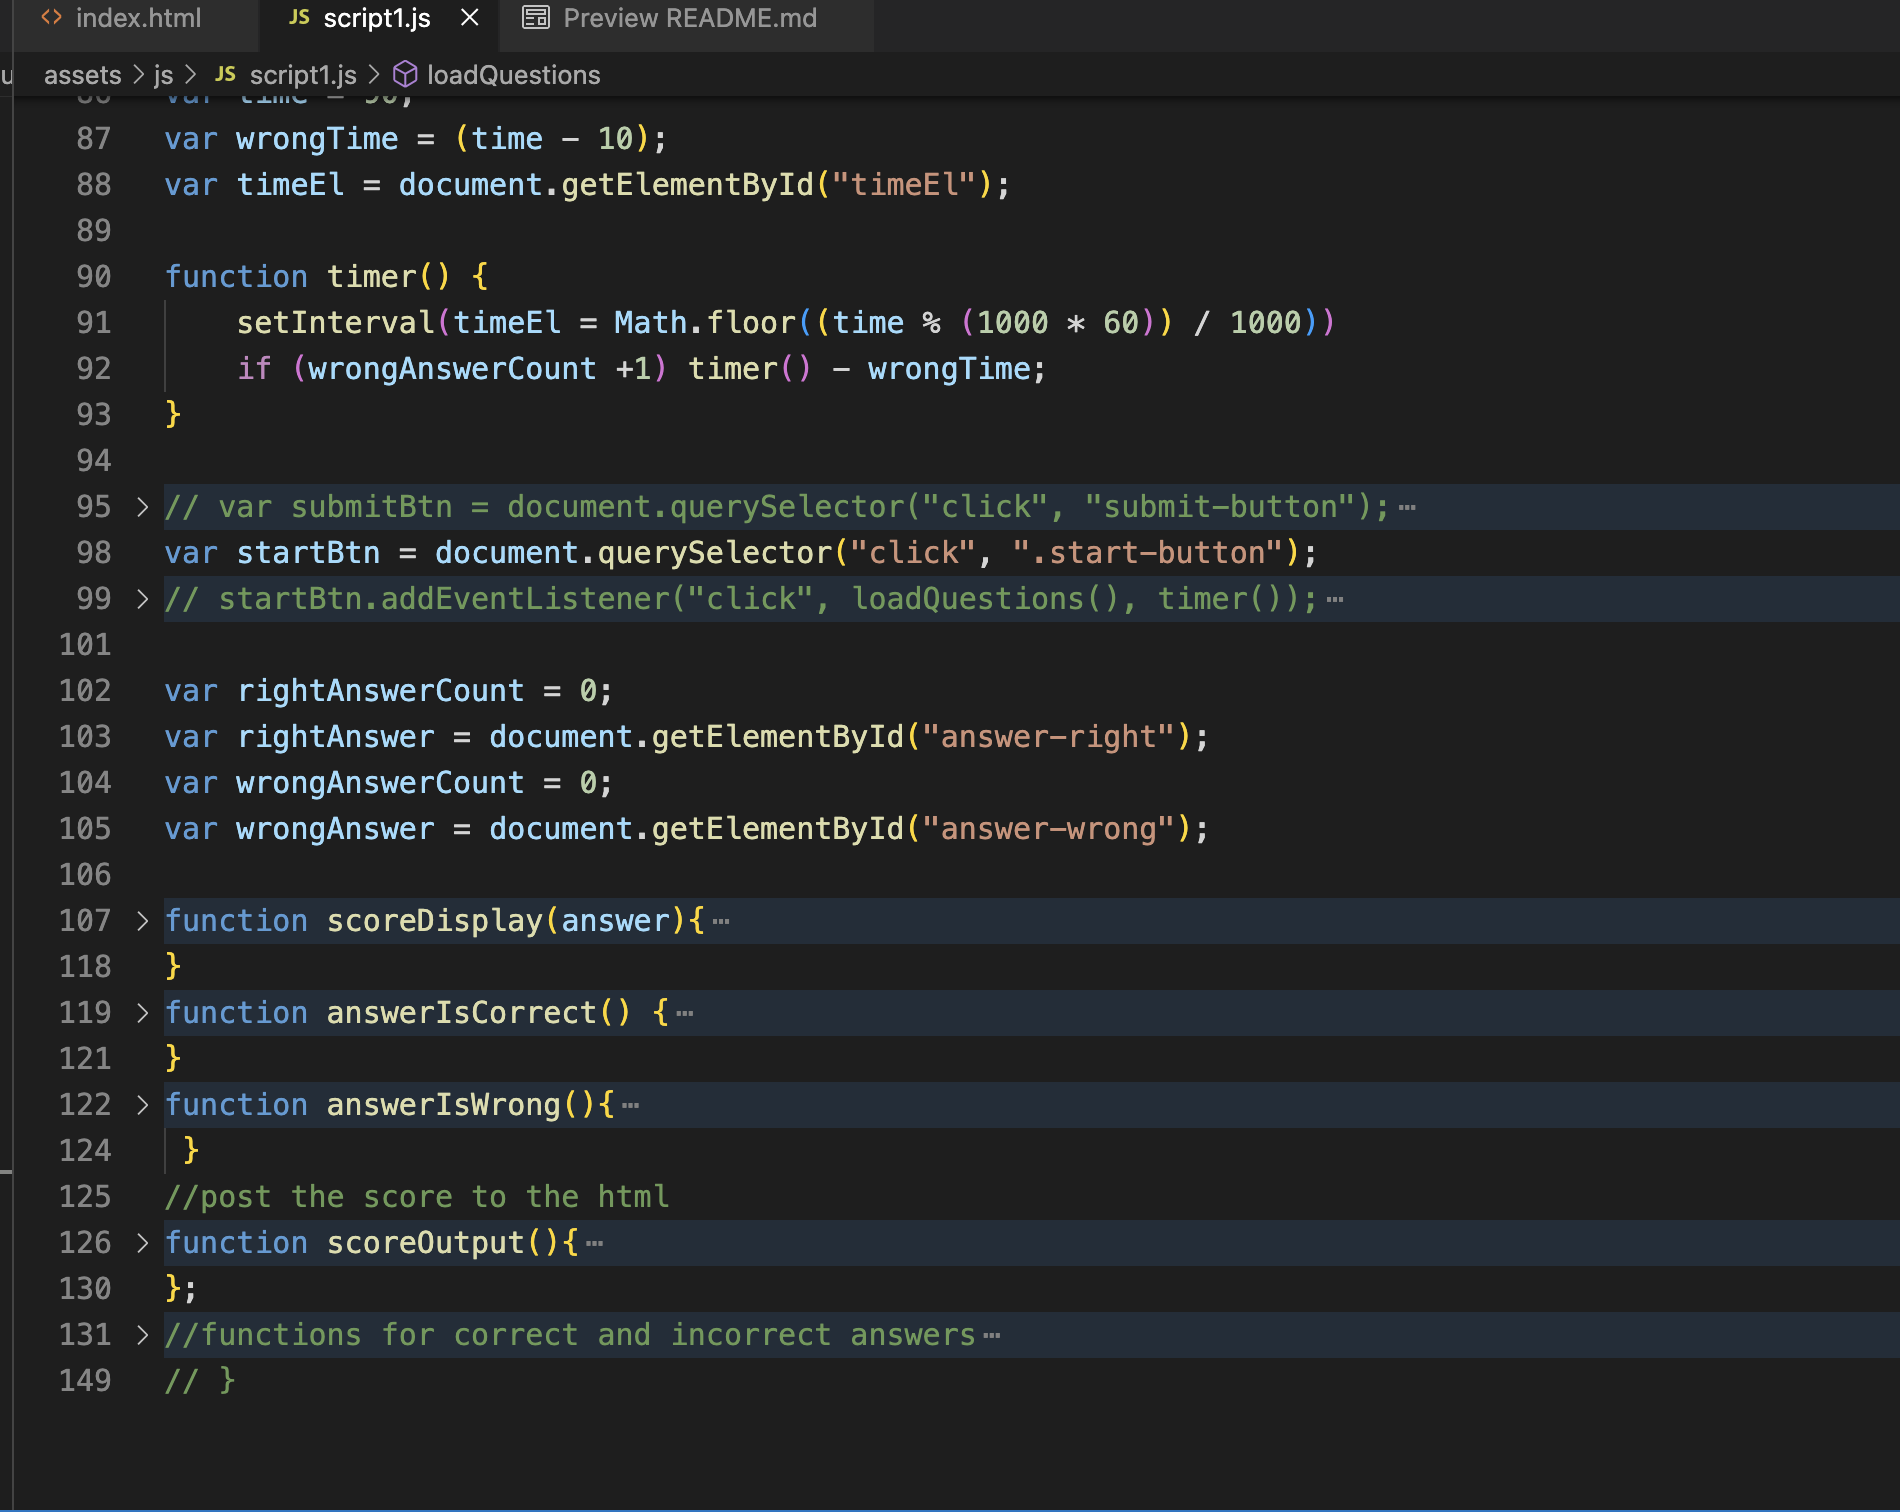 index.html JS script1.js × Preview README.md
assets > js > JS script1.js > loadQuestions
86 var time = 90;
87 var wrongTime = (time - 10);
88 var timeEl = document.getElementById("timeEl");
89
90 function timer() {
91 setInterval(timeEl = Math.floor((time % (1000 * 60)) / 1000))
92 if (wrongAnswerCount +1) timer() - wrongTime;
93 }
94
95 > // var submitBtn = document.querySelector("click", "submit-button"); ⋯
98 var startBtn = document.querySelector("click", ".start-button");
99 > // startBtn.addEventListener("click", loadQuestions(), timer()); ⋯
101
102 var rightAnswerCount = 0;
103 var rightAnswer = document.getElementById("answer-right");
104 var wrongAnswerCount = 0;
105 var wrongAnswer = document.getElementById("answer-wrong");
106
107 > function scoreDisplay(answer){ ⋯
118 }
119 > function answerIsCorrect() { ⋯
121 }
122 > function answerIsWrong(){ ⋯
124 }
125 //post the score to the html
126 > function scoreOutput(){ ⋯
130 };
131 > //functions for correct and incorrect answers ⋯
149 // }